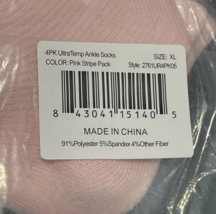 4PK UltraTemp Ankle Socks SIZE: XL
COLOR: Pink Stripe Pack Style: 2761UR4PK05
8 43041 15140 5
MADE IN CHINA
91%Polyester 5%Spandex 4%Other Fiber